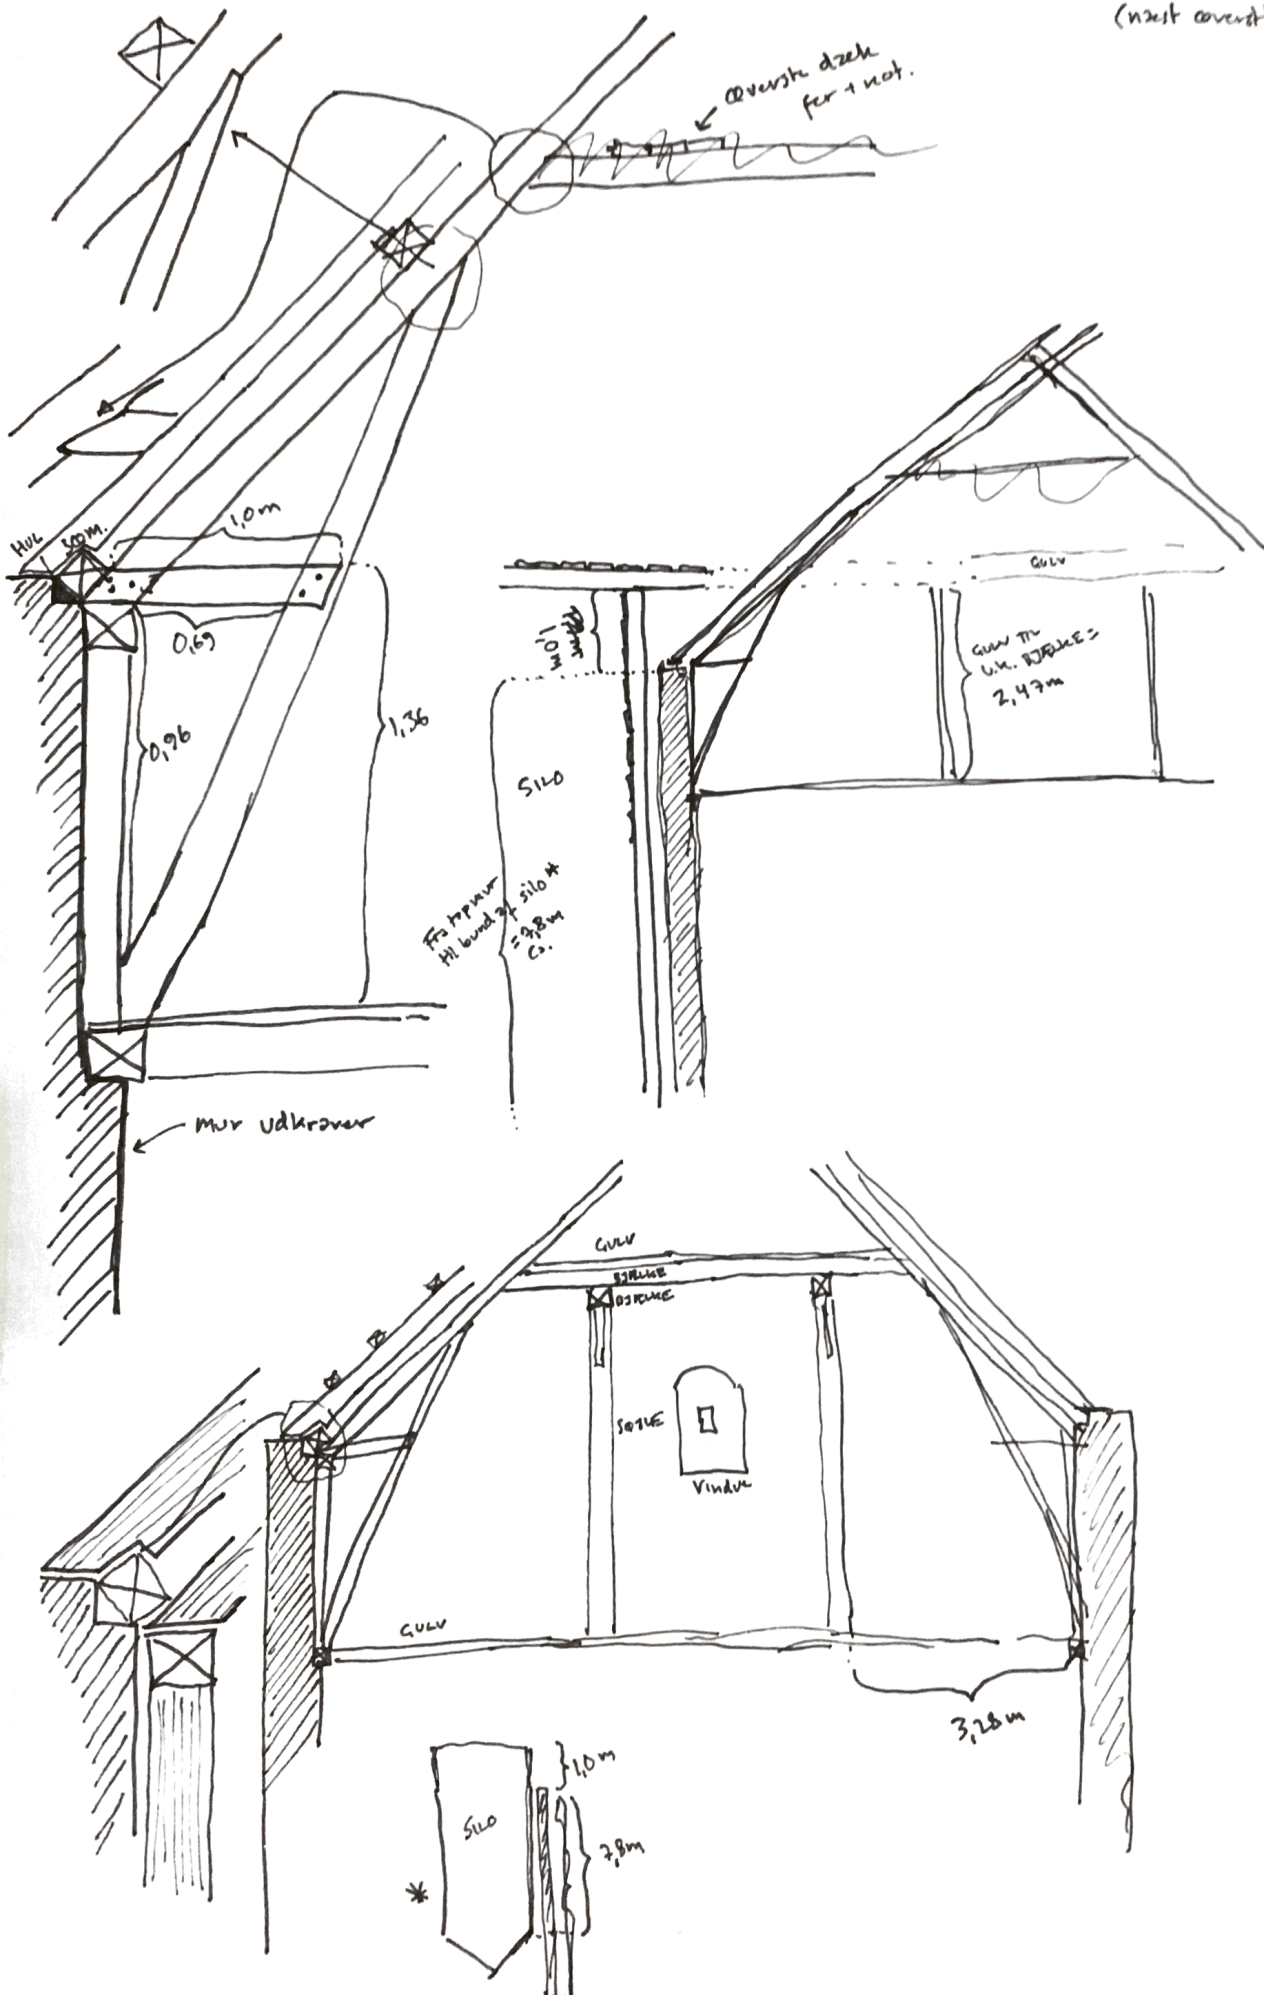 (næst øverst
øverste dæk
fer + not.
HUL
1,0m
0,69
0,96
1,36
mur udkraver
GULV
1,0m
GULV TIL
U.K. BJÆLKE =
2,47m
SILO
Fra top mur
til bund af silo *
= 7,8m
ca.
GULV
BJÆLKE
BJÆLKE
SØJLE
Vindue
GULV
3,28m
1,0m
SILO
7,8m
*